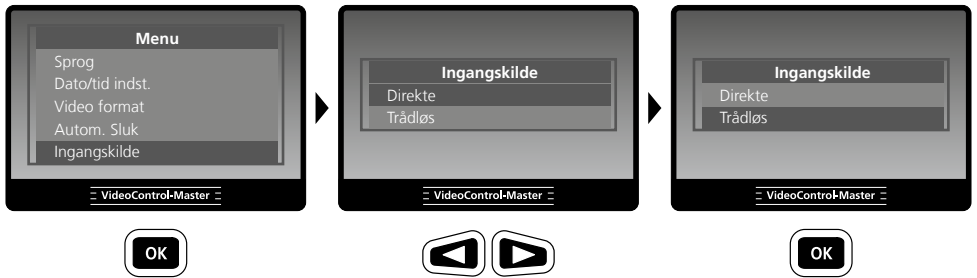 Menu
Sprog
Dato/tid indst.
Video format
Autom. Sluk
Ingangskilde
VideoControl-Master
OK
Ingangskilde
Direkte
Trådløs
VideoControl-Master
Ingangskilde
Direkte
Trådløs
VideoControl-Master
OK